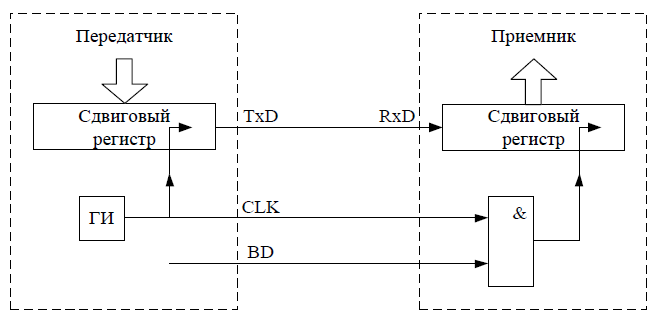 Передатчик
Приемник
Сдвиговый
регистр
TxD
RxD
Сдвиговый
регистр
ГИ
CLK
&
BD